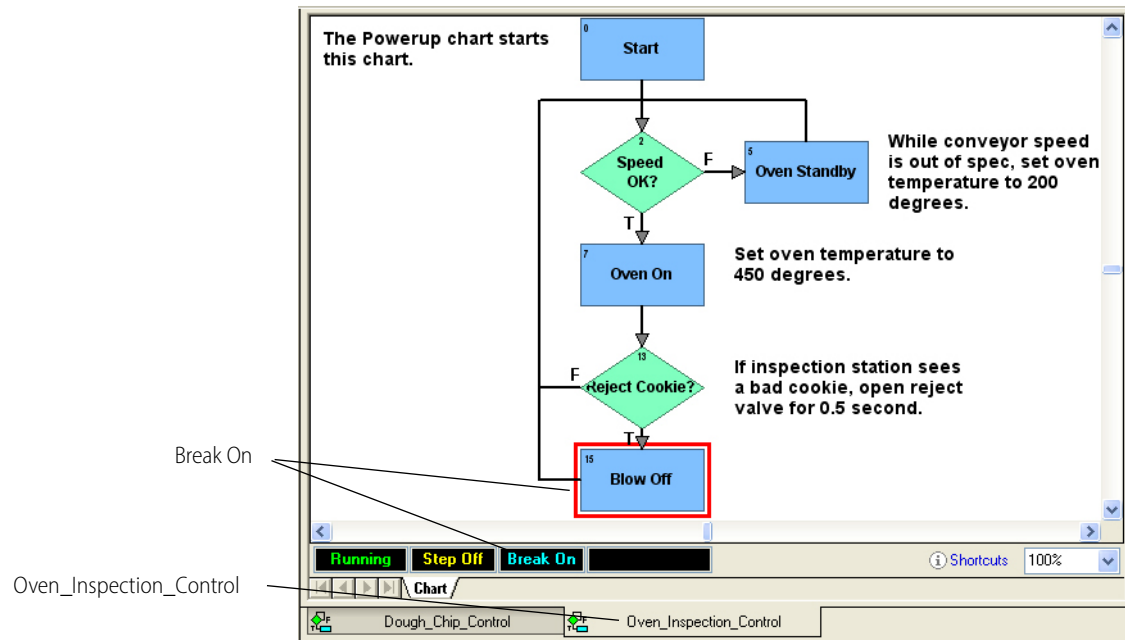 The Powerup chart starts
this chart.
0
Start
2
Speed
OK?
F
5
Oven Standby
While conveyor speed
is out of spec, set oven
temperature to 200
degrees.
T
7
Oven On
Set oven temperature to
450 degrees.
13
F
Reject Cookie?
If inspection station sees
a bad cookie, open reject
valve for 0.5 second.
T
Break On
15
Blow Off
Running
Step Off
Break On
Shortcuts
100%
Oven_Inspection_Control
Chart
Dough_Chip_Control
Oven_Inspection_Control